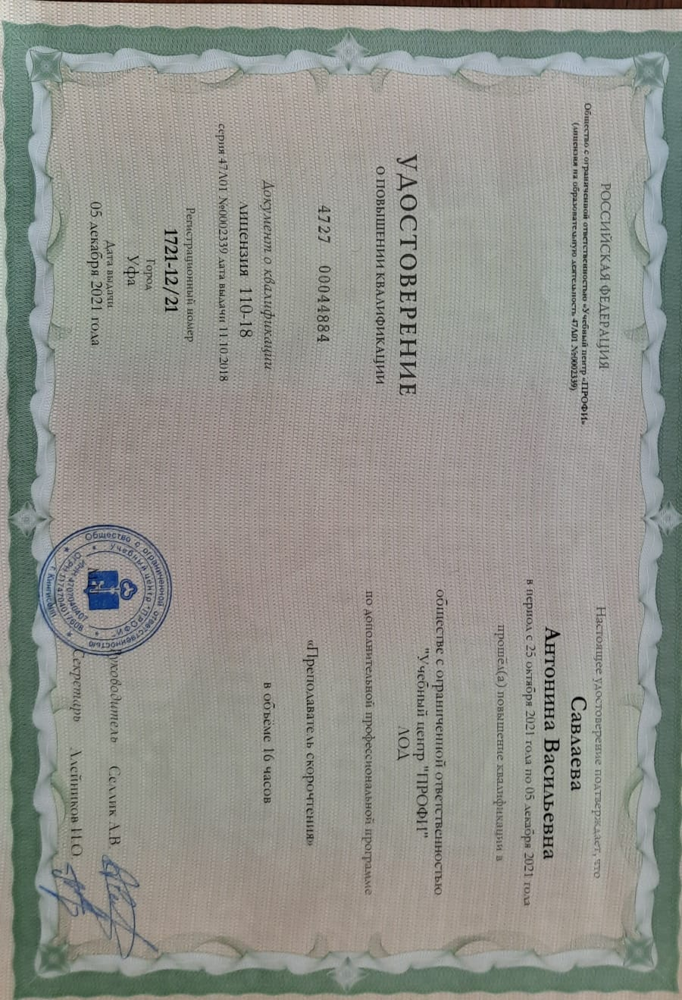 РОССИЙСКАЯ ФЕДЕРАЦИЯ
Общество с ограниченной ответственностью «Учебный центр «ПРОФИ»
(лицензия на образовательную деятельность 47Л01 №0002339)
УДОСТОВЕРЕНИЕ
О ПОВЫШЕНИИ КВАЛИФИКАЦИИ
4727 00044884
Документ о квалификации
лицензия 110-18
серия 47Л01 №0002339 дата выдачи 11.10.2018
Регистрационный номер
1721-12/21
Город
Уфа
Дата выдачи
05 декабря 2021 года
Настоящее удостоверение подтверждает, что
Савлаева
Антонина Васильевна
в период с 25 октября 2021 года по 05 декабря 2021 года
прошёл(а) повышение квалификации в
обществе с ограниченной ответственностью
"Учебный центр "ПРОФИ"
ЛОД
по дополнительной профессиональной программе
«Преподаватель скорочтения»
в объёме 16 часов
Руководитель Селлик А.В
Секретарь Алейников И.О
Общество с ограниченной ответственностью
Учебный центр "ПРОФИ"
ИНН 4707040407
ОГРН 1174704017608
г. Кингисепп